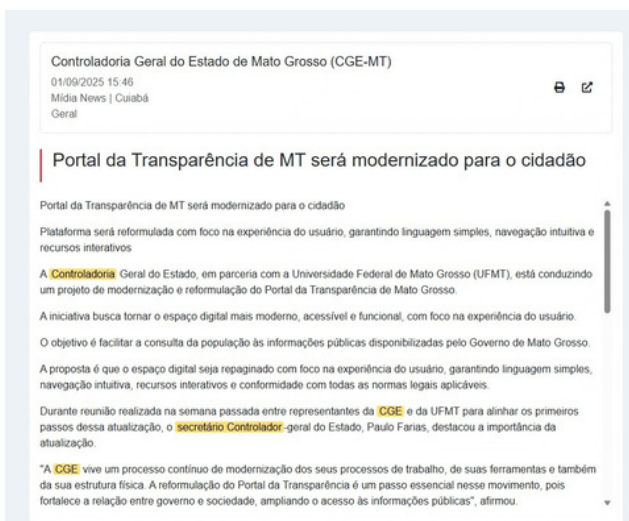 Controladoria Geral do Estado de Mato Grosso (CGE-MT)
01/09/2025 15:46
Mídia News | Cuiabá
Geral
Portal da Transparência de MT será modernizado para o cidadão
Portal da Transparência de MT será modernizado para o cidadão
Plataforma será reformulada com foco na experiência do usuário, garantindo linguagem simples, navegação intuitiva e
recursos interativos
A Controladoria Geral do Estado, em parceria com a Universidade Federal de Mato Grosso (UFMT), está conduzindo
um projeto de modernização e reformulação do Portal da Transparência de Mato Grosso.
A iniciativa busca tornar o espaço digital mais moderno, acessível e funcional, com foco na experiência do usuário.
O objetivo é facilitar a consulta da população às informações públicas disponibilizadas pelo Governo de Mato Grosso.
A proposta é que o espaço digital seja repaginado com foco na experiência do usuário, garantindo linguagem simples,
navegação intuitiva, recursos interativos e conformidade com todas as normas legais aplicáveis.
Durante reunião realizada na semana passada entre representantes da CGE e da UFMT para alinhar os primeiros
passos dessa atualização, o secretário Controlador-geral do Estado, Paulo Farias, destacou a importância da
atualização.
"A CGE vive um processo contínuo de modernização dos seus processos de trabalho, de suas ferramentas e também
da sua estrutura física. A reformulação do Portal da Transparência é um passo essencial nesse movimento, pois
fortalece a relação entre governo e sociedade, ampliando o acesso às informações públicas", afirmou.